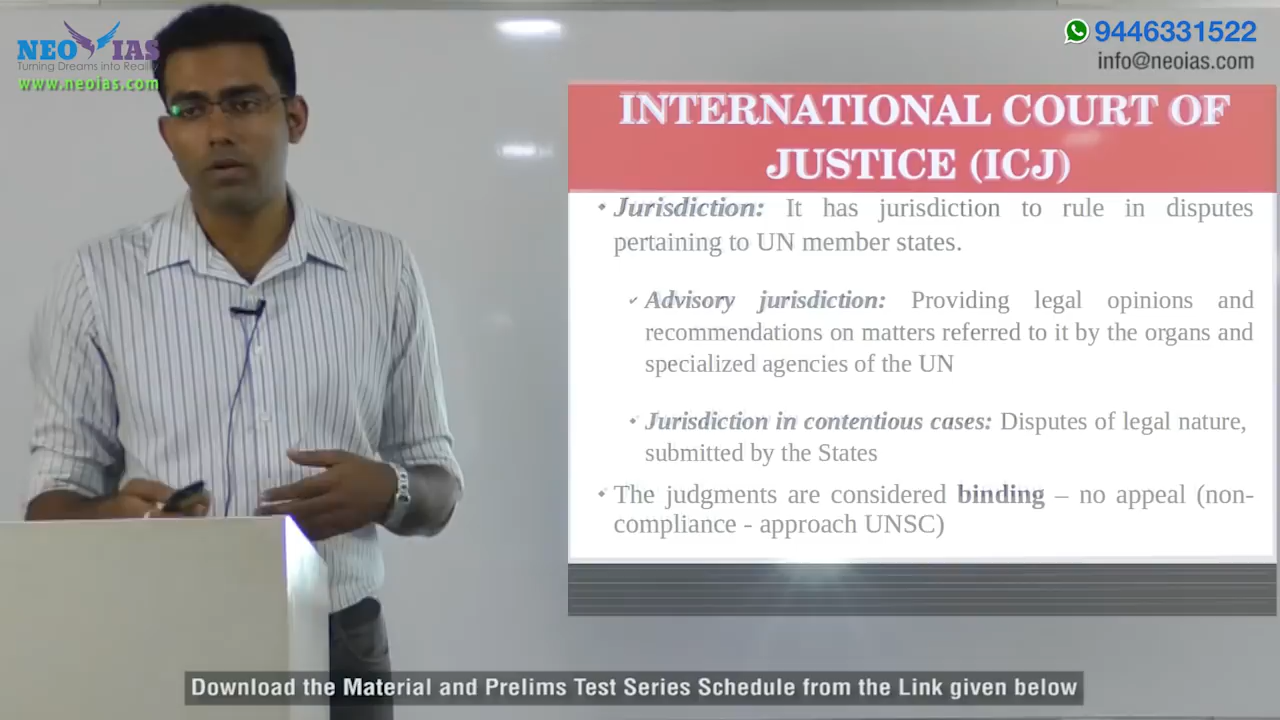 NEO IAS
Turning Dreams into Reality
www.neoias.com
9446331522
info@neoias.com
INTERNATIONAL COURT OF
JUSTICE (ICJ)
Jurisdiction: It has jurisdiction to rule in disputes
pertaining to UN member states.
Advisory jurisdiction: Providing legal opinions and
recommendations on matters referred to it by the organs and
specialized agencies of the UN
Jurisdiction in contentious cases: Disputes of legal nature,
submitted by the States
The judgments are considered binding – no appeal (non-
compliance - approach UNSC)
Download the Material and Prelims Test Series Schedule from the Link given below